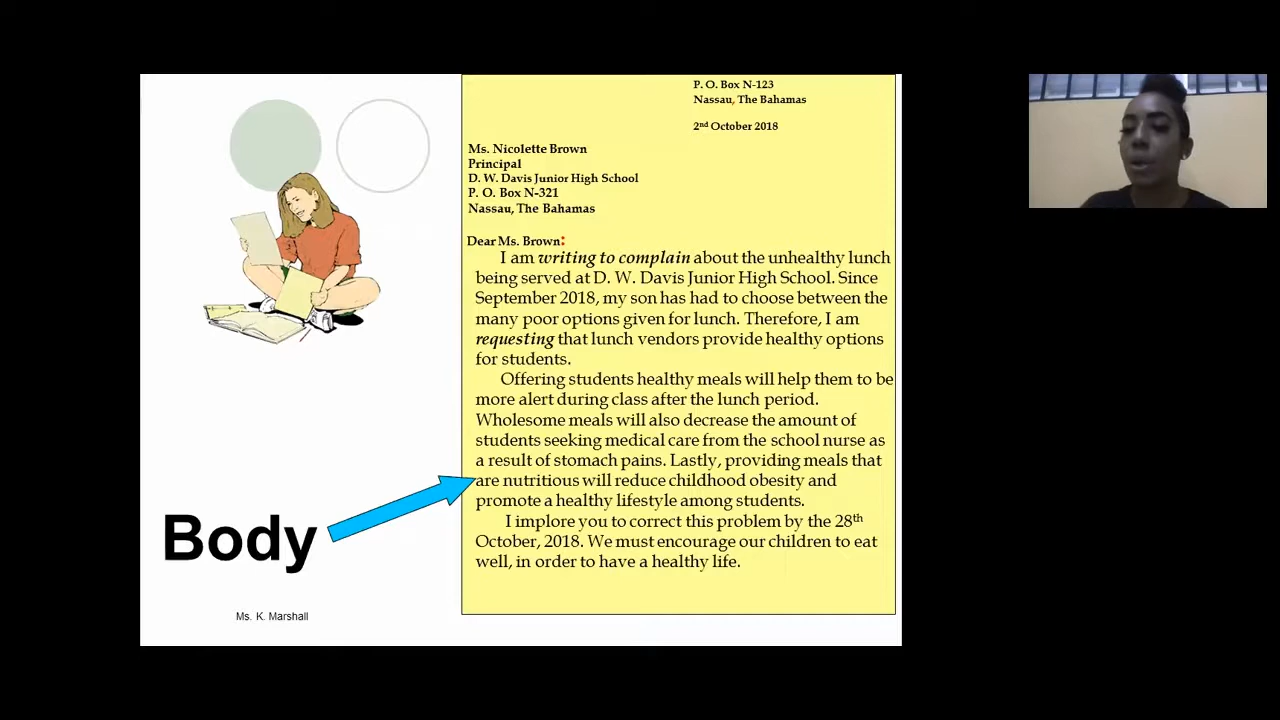 P. O. Box N-123
Nassau, The Bahamas
2nd October 2018
Ms. Nicolette Brown
Principal
D. W. Davis Junior High School
P. O. Box N-321
Nassau, The Bahamas
Dear Ms. Brown:
I am writing to complain about the unhealthy lunch
being served at D. W. Davis Junior High School. Since
September 2018, my son has had to choose between the
many poor options given for lunch. Therefore, I am
requesting that lunch vendors provide healthy options
for students.
Offering students healthy meals will help them to be
more alert during class after the lunch period.
Wholesome meals will also decrease the amount of
students seeking medical care from the school nurse as
a result of stomach pains. Lastly, providing meals that
are nutritious will reduce childhood obesity and
promote a healthy lifestyle among students.
I implore you to correct this problem by the 28th
October, 2018. We must encourage our children to eat
well, in order to have a healthy life.
Body
Ms. K. Marshall